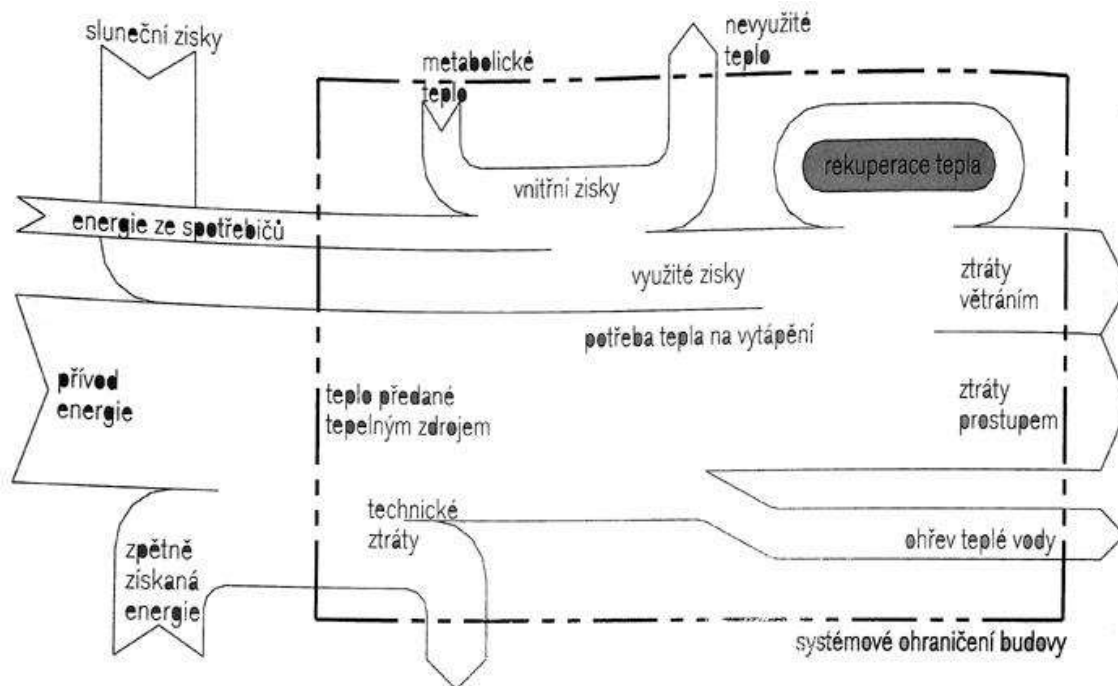 sluneční zisky
metabolické
teplo
nevyužité
teplo
rekuperace tepla
vnitřní zisky
energie ze spotřebičů
využité zisky
ztráty
větráním
potřeba tepla na vytápění
přívod
energie
teplo předané
tepelným zdrojem
ztráty
prostupem
technické
ztráty
ohřev teplé vody
zpětně
získaná
energie
systémové ohraničení budovy